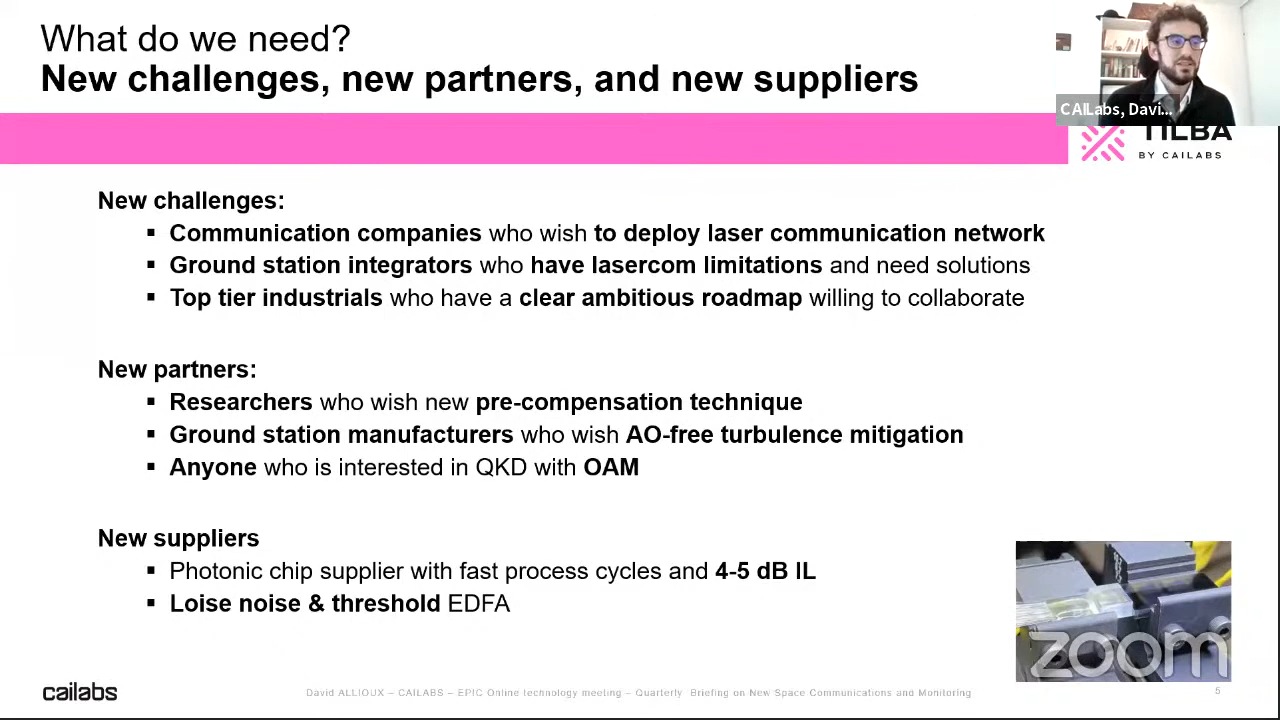 What do we need?
New challenges, new partners, and new suppliers
CAILabs, Davi...
TILBA
BY CAILABS
New challenges:
▪ Communication companies who wish to deploy laser communication network
▪ Ground station integrators who have lasercom limitations and need solutions
▪ Top tier industrials who have a clear ambitious roadmap willing to collaborate
New partners:
▪ Researchers who wish new pre-compensation technique
▪ Ground station manufacturers who wish AO-free turbulence mitigation
▪ Anyone who is interested in QKD with OAM
New suppliers
▪ Photonic chip supplier with fast process cycles and 4-5 dB IL
▪ Loise noise & threshold EDFA
zoom
cailabs
David ALLIOUX – CAILABS – EPIC Online technology meeting – Quarterly Briefing on New Space Communications and Monitoring
5